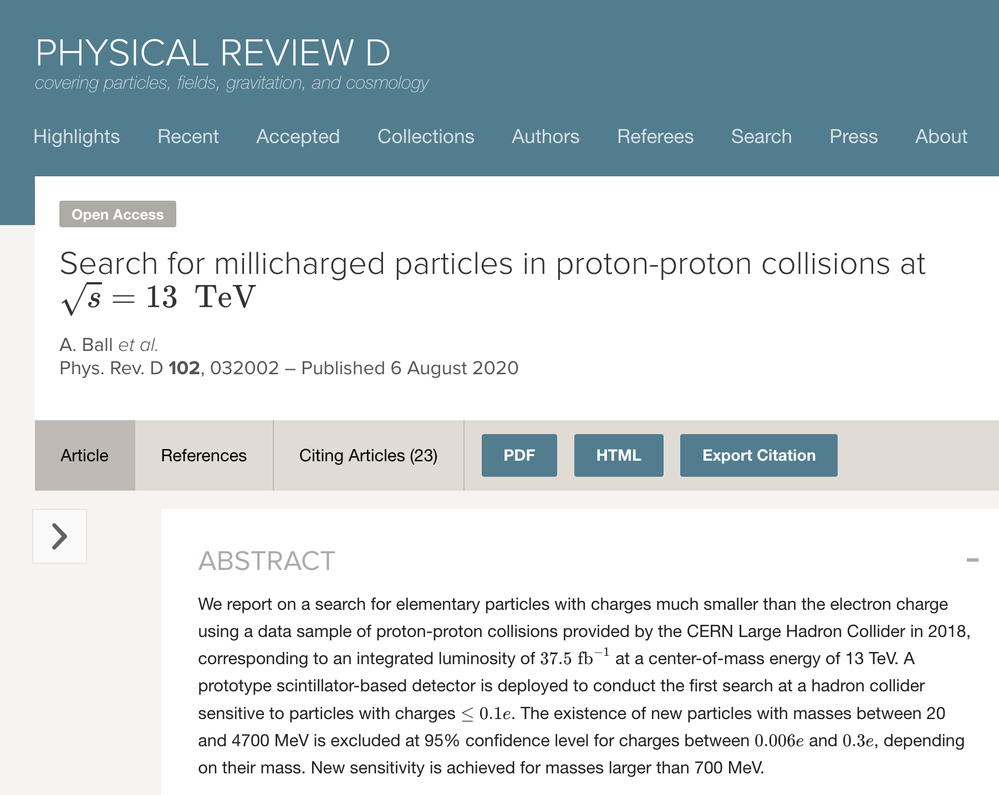 PHYSICAL REVIEW D
covering particles, fields, gravitation, and cosmology
Highlights Recent Accepted Collections Authors Referees Search Press About
Open Access
Search for millicharged particles in proton-proton collisions at
√s = 13 TeV
A. Ball et al.
Phys. Rev. D 102, 032002 – Published 6 August 2020
Article References Citing Articles (23) PDF HTML Export Citation
ABSTRACT
We report on a search for elementary particles with charges much smaller than the electron charge
using a data sample of proton-proton collisions provided by the CERN Large Hadron Collider in 2018,
corresponding to an integrated luminosity of 37.5 fb⁻¹ at a center-of-mass energy of 13 TeV. A
prototype scintillator-based detector is deployed to conduct the first search at a hadron collider
sensitive to particles with charges ≤ 0.1e. The existence of new particles with masses between 20
and 4700 MeV is excluded at 95% confidence level for charges between 0.006e and 0.3e, depending
on their mass. New sensitivity is achieved for masses larger than 700 MeV.